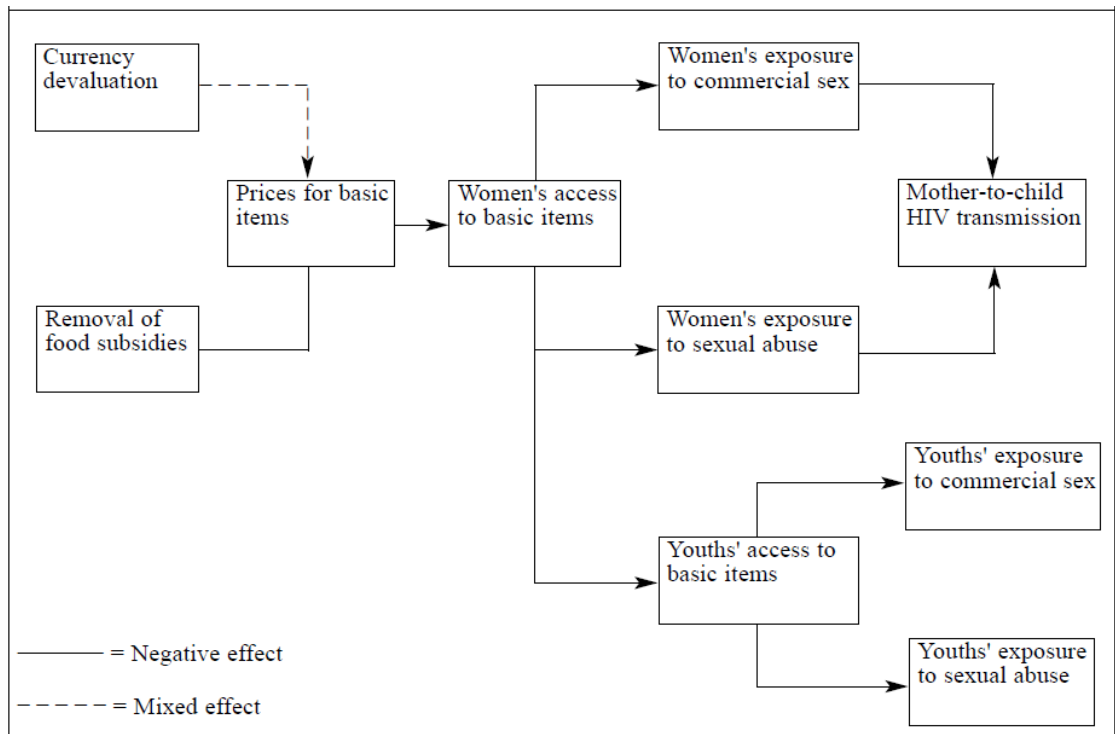 Currency
devaluation
Women's exposure
to commercial sex
Prices for basic
items
Women's access
to basic items
Mother-to-child
HIV transmission
Removal of
food subsidies
Women's exposure
to sexual abuse
Youths' exposure
to commercial sex
Youths' access to
basic items
Youths' exposure
to sexual abuse
= Negative effect
= Mixed effect